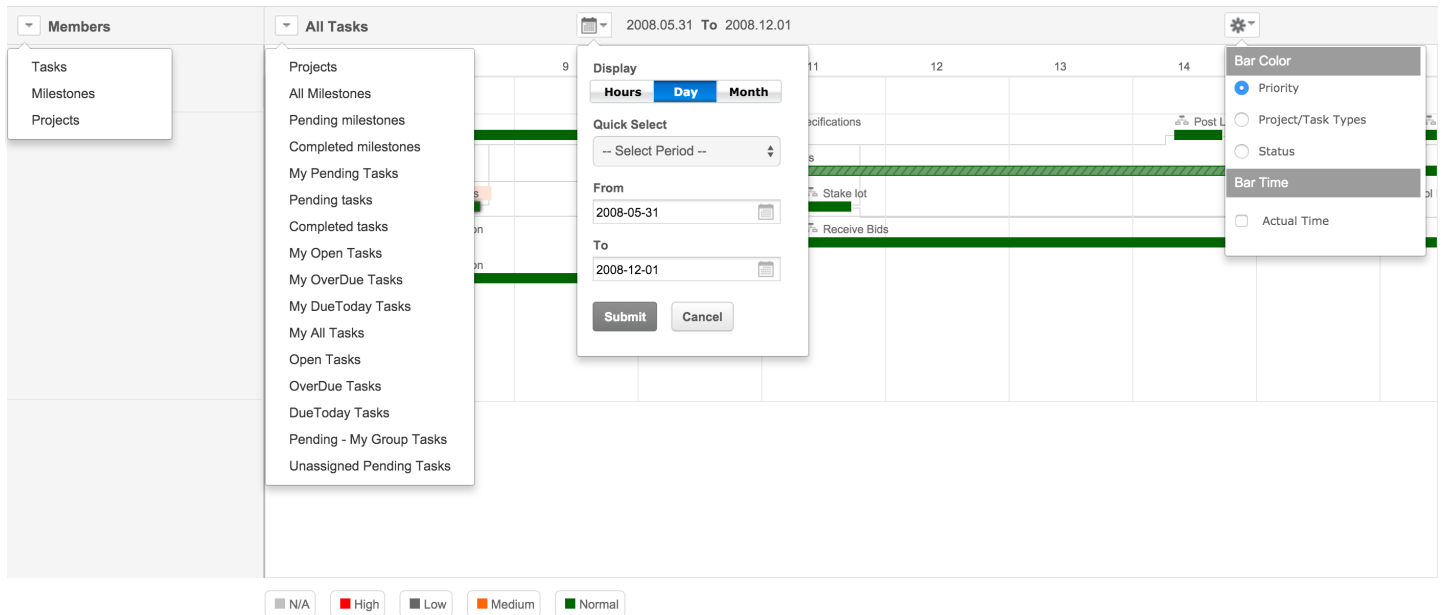 Members
All Tasks
2008.05.31 To 2008.12.01
Tasks
Milestones
Projects
Projects
All Milestones
Pending milestones
Completed milestones
My Pending Tasks
Pending tasks
Completed tasks
My Open Tasks
My OverDue Tasks
My DueToday Tasks
My All Tasks
Open Tasks
OverDue Tasks
DueToday Tasks
Pending - My Group Tasks
Unassigned Pending Tasks
9
11
12
13
14
Display
Hours Day Month
Quick Select
-- Select Period --
From
2008-05-31
To
2008-12-01
Submit Cancel
Post L
Stake lot
Receive Bids
Bar Color
Priority
Project/Task Types
Status
Bar Time
Actual Time
N/A High Low Medium Normal